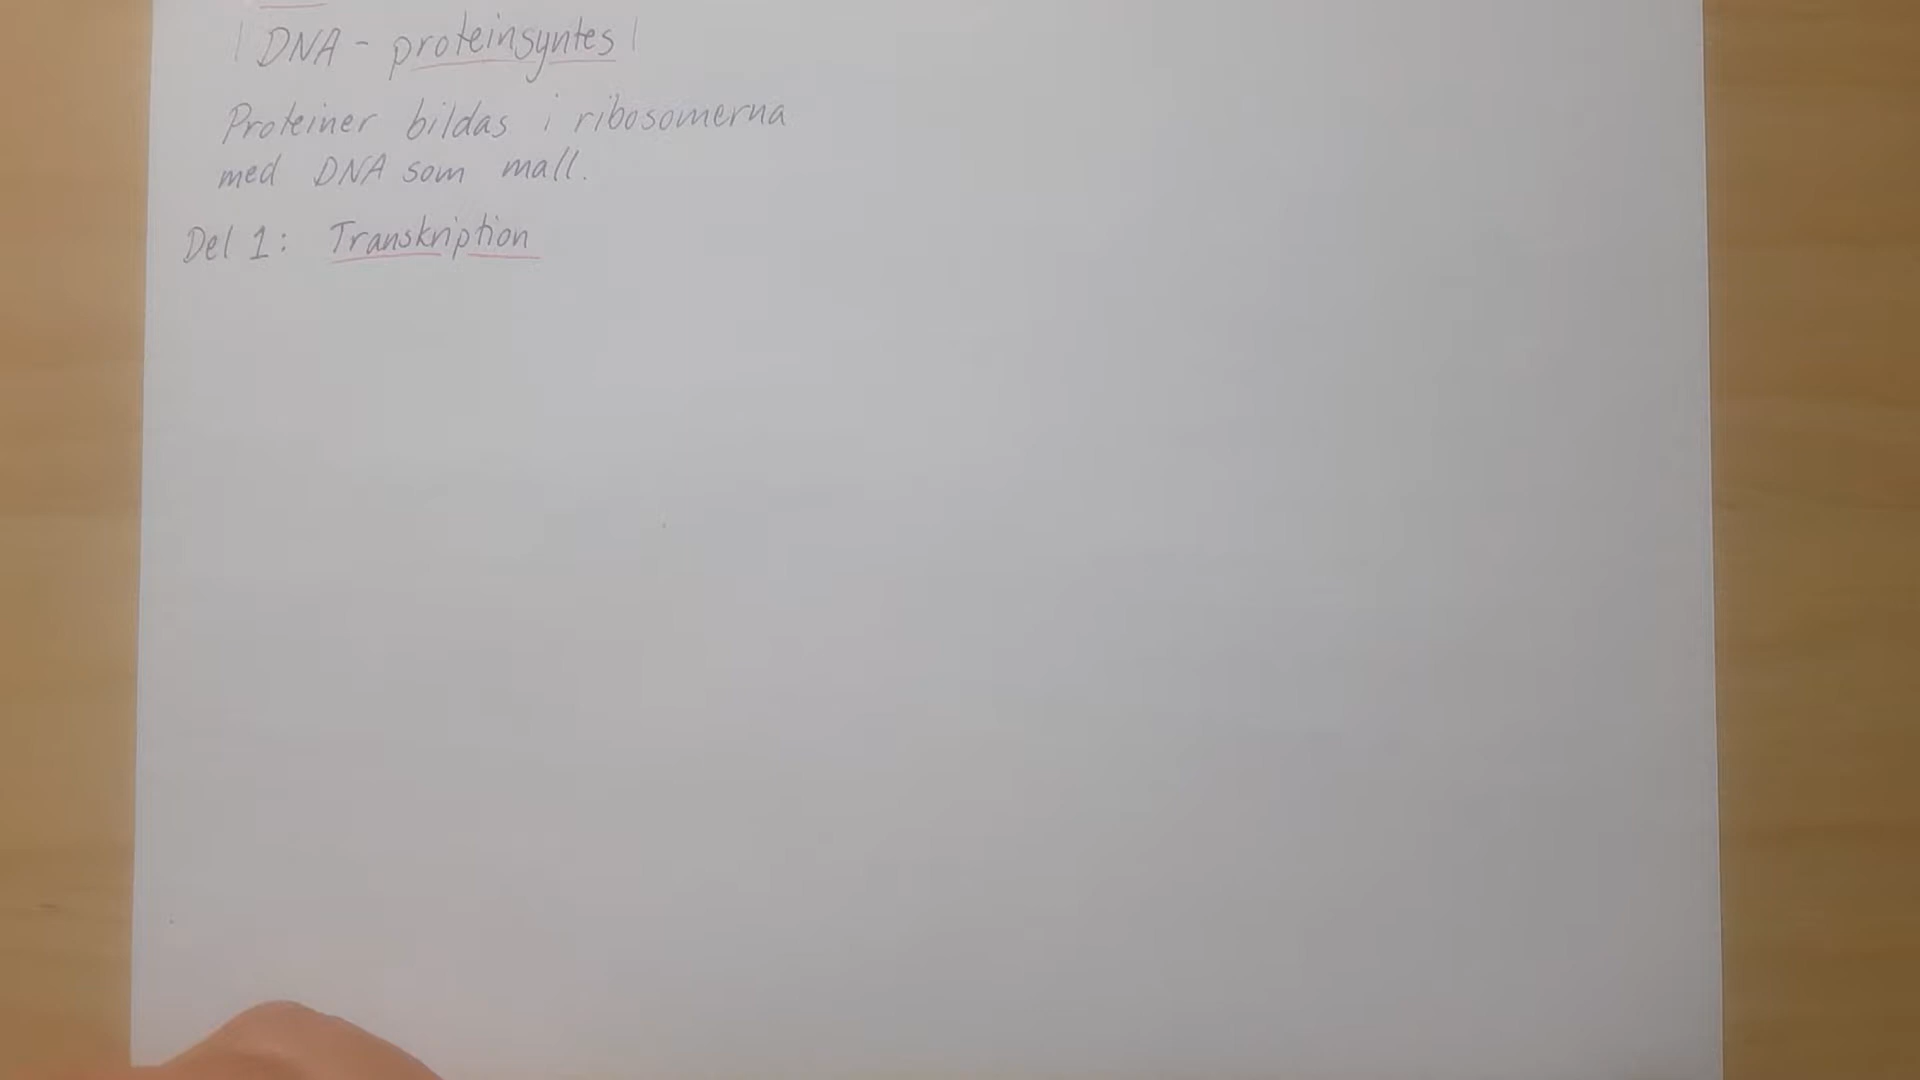 DNA - proteinsyntes
Proteiner bildas i ribosomerna
med DNA som mall.
Del 1: Transkription